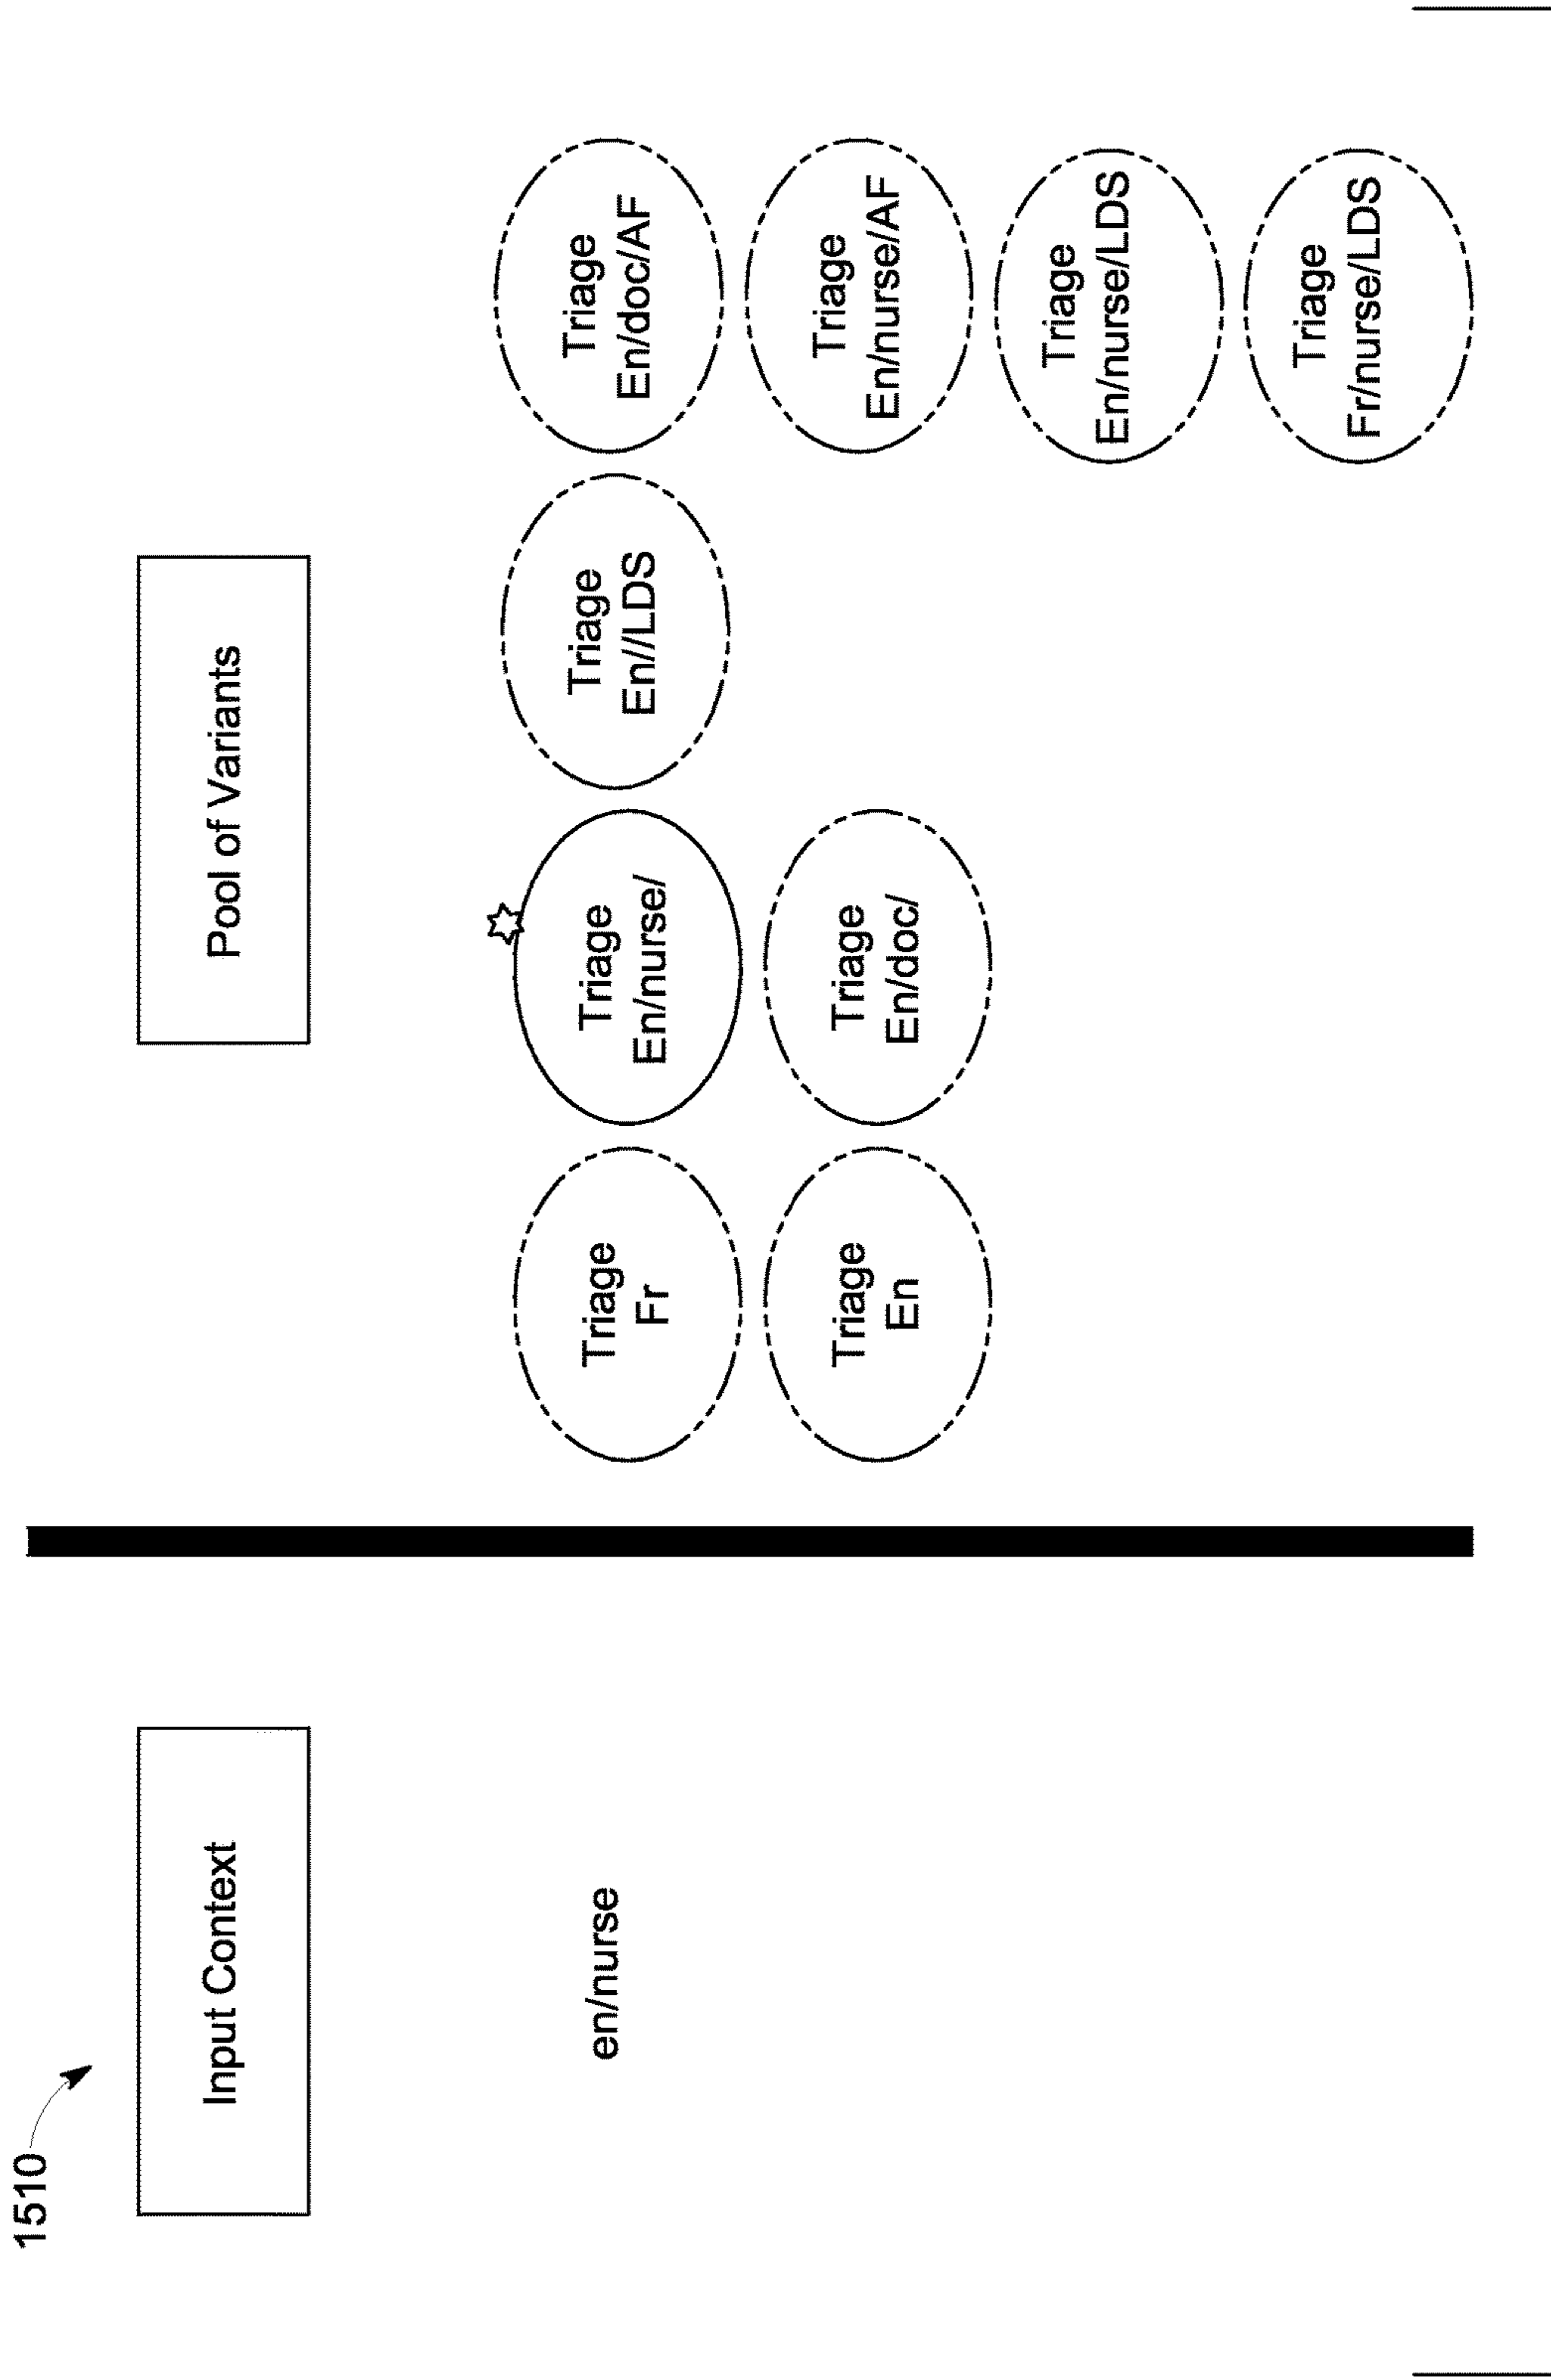 1510
Input Context
en/nurse
Pool of Variants
Triage
Fr
Triage
En/nurse/
Triage
En//LDS
Triage
En/doc/AF
Triage
En
Triage
En/doc/
Triage
En/nurse/AF
Triage
En/nurse/LDS
Triage
Fr/nurse/LDS